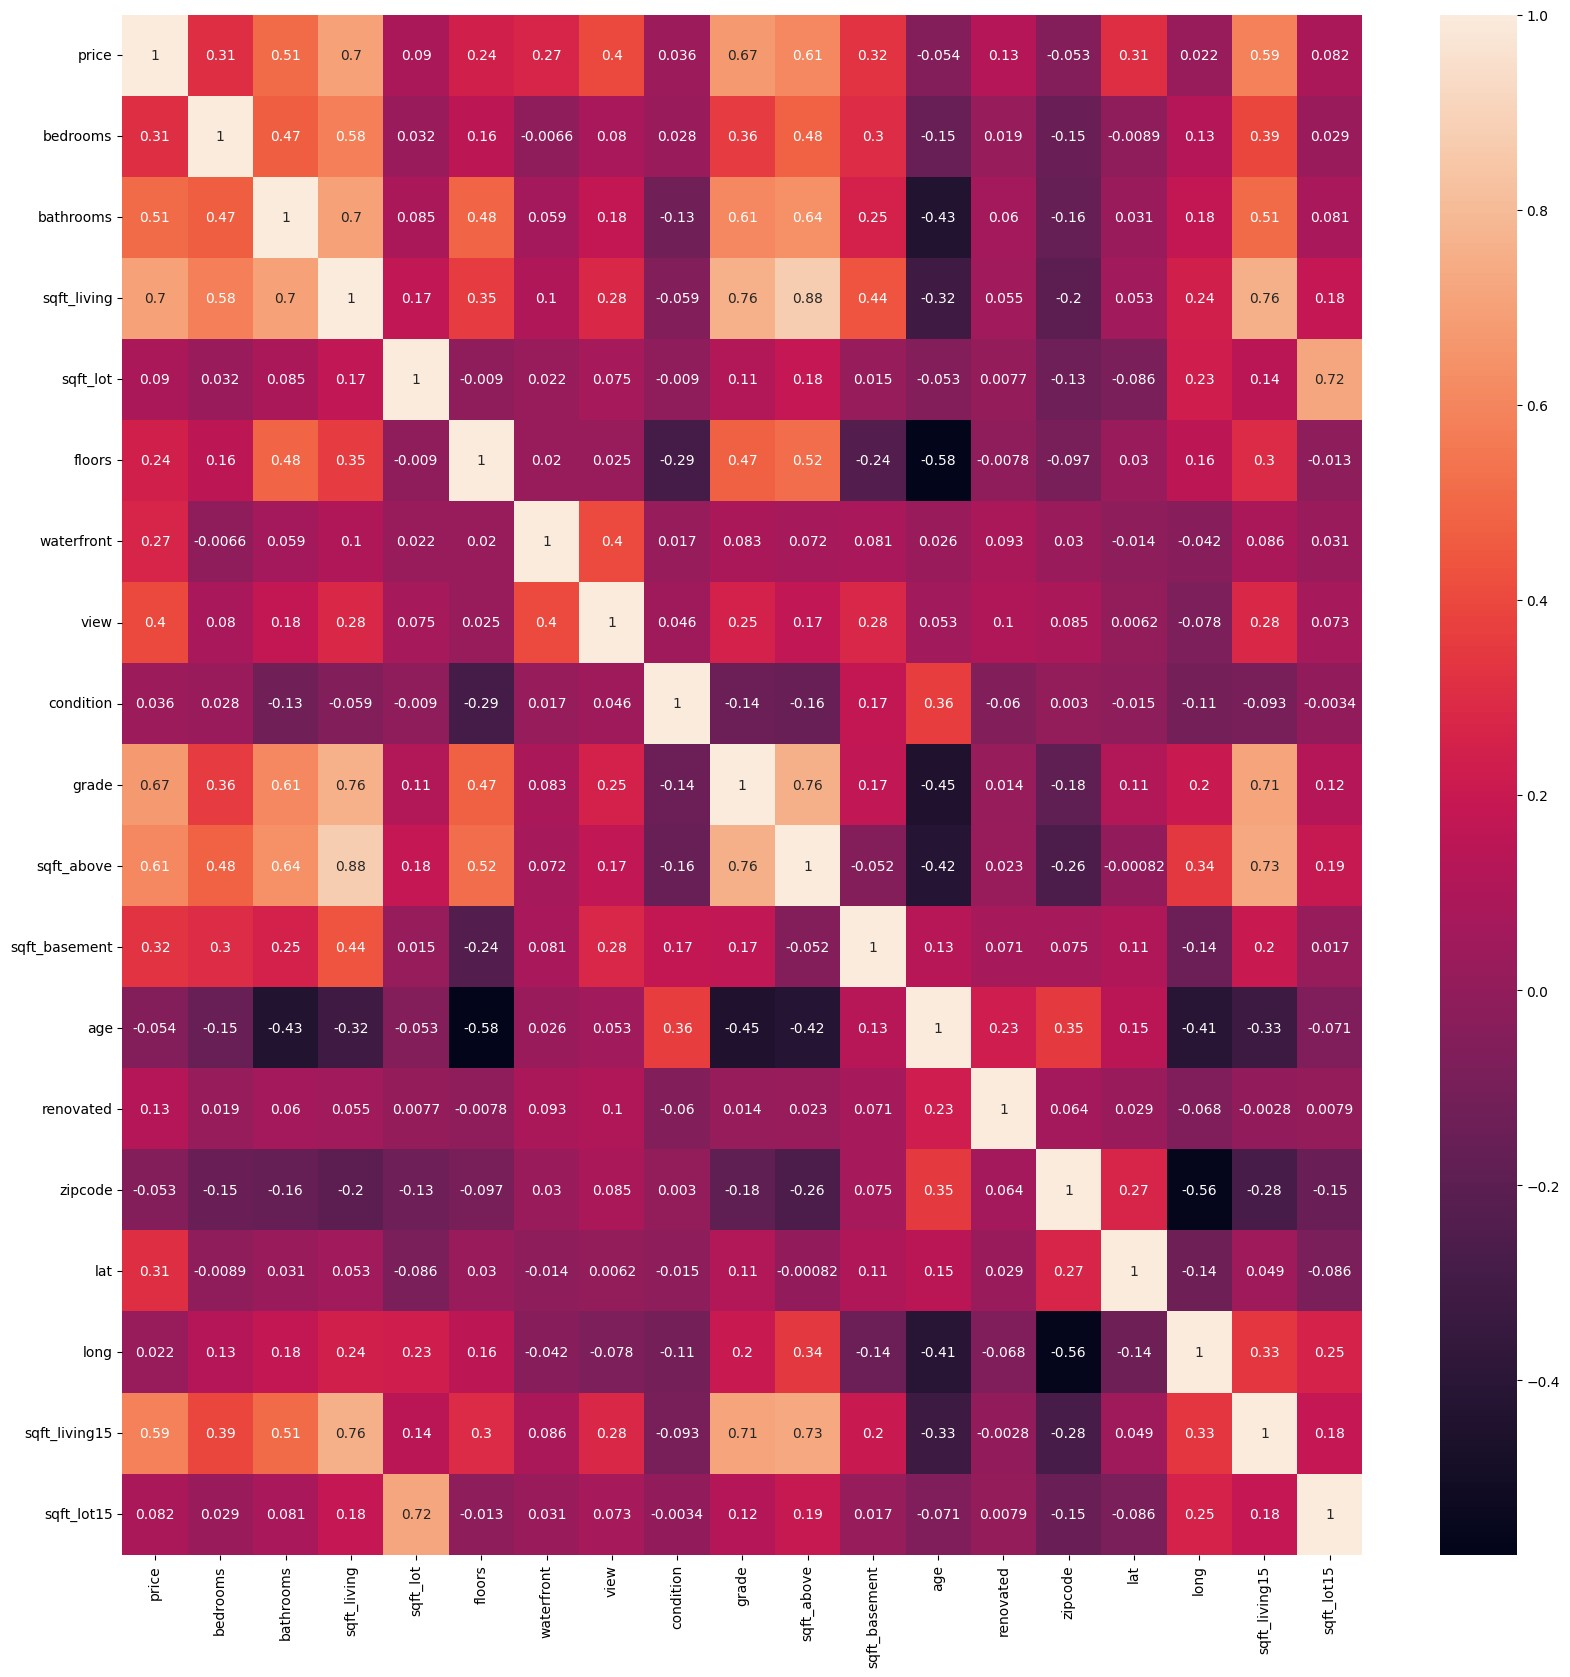 price 1 0.31 0.51 0.7 0.09 0.24 0.27 0.4 0.036 0.67 0.61 0.32 -0.054 0.13 -0.053 0.31 0.022 0.59 0.082
bedrooms 0.31 1 0.47 0.58 0.032 0.16 -0.0066 0.08 0.028 0.36 0.48 0.3 -0.15 0.019 -0.15 -0.0089 0.13 0.39 0.029
bathrooms 0.51 0.47 1 0.7 0.085 0.48 0.059 0.18 -0.13 0.61 0.64 0.25 -0.43 0.06 -0.16 0.031 0.18 0.51 0.081
sqft_living 0.7 0.58 0.7 1 0.17 0.35 0.1 0.28 -0.059 0.76 0.88 0.44 -0.32 0.055 -0.2 0.053 0.24 0.76 0.18
sqft_lot 0.09 0.032 0.085 0.17 1 -0.009 0.022 0.075 -0.009 0.11 0.18 0.015 -0.053 0.0077 -0.13 -0.086 0.23 0.14 0.72
floors 0.24 0.16 0.48 0.35 -0.009 1 0.02 0.025 -0.29 0.47 0.52 -0.24 -0.58 -0.0078 -0.097 0.03 0.16 0.3 -0.013
waterfront 0.27 -0.0066 0.059 0.1 0.022 0.02 1 0.4 0.017 0.083 0.072 0.081 0.026 0.093 0.03 -0.014 -0.042 0.086 0.031
view 0.4 0.08 0.18 0.28 0.075 0.025 0.4 1 0.046 0.25 0.17 0.28 0.053 0.1 0.085 0.0062 -0.078 0.28 0.073
condition 0.036 0.028 -0.13 -0.059 -0.009 -0.29 0.017 0.046 1 -0.14 -0.16 0.17 0.36 -0.06 0.003 -0.015 -0.11 -0.093 -0.0034
grade 0.67 0.36 0.61 0.76 0.11 0.47 0.083 0.25 -0.14 1 0.76 0.17 -0.45 0.014 -0.18 0.11 0.2 0.71 0.12
sqft_above 0.61 0.48 0.64 0.88 0.18 0.52 0.072 0.17 -0.16 0.76 1 -0.052 -0.42 0.023 -0.26 -0.00082 0.34 0.73 0.19
sqft_basement 0.32 0.3 0.25 0.44 0.015 -0.24 0.081 0.28 0.17 0.17 -0.052 1 0.13 0.071 0.075 0.11 -0.14 0.2 0.017
age -0.054 -0.15 -0.43 -0.32 -0.053 -0.58 0.026 0.053 0.36 -0.45 -0.42 0.13 1 0.23 0.35 0.15 -0.41 -0.33 -0.071
renovated 0.13 0.019 0.06 0.055 0.0077 -0.0078 0.093 0.1 -0.06 0.014 0.023 0.071 0.23 1 0.064 0.029 -0.068 -0.0028 0.0079
zipcode -0.053 -0.15 -0.16 -0.2 -0.13 -0.097 0.03 0.085 0.003 -0.18 -0.26 0.075 0.35 0.064 1 0.27 -0.56 -0.28 -0.15
lat 0.31 -0.0089 0.031 0.053 -0.086 0.03 -0.014 0.0062 -0.015 0.11 -0.00082 0.11 0.15 0.029 0.27 1 -0.14 0.049 -0.086
long 0.022 0.13 0.18 0.24 0.23 0.16 -0.042 -0.078 -0.11 0.2 0.34 -0.14 -0.41 -0.068 -0.56 -0.14 1 0.33 0.25
sqft_living15 0.59 0.39 0.51 0.76 0.14 0.3 0.086 0.28 -0.093 0.71 0.73 0.2 -0.33 -0.0028 -0.28 0.049 0.33 1 0.18
sqft_lot15 0.082 0.029 0.081 0.18 0.72 -0.013 0.031 0.073 -0.0034 0.12 0.19 0.017 -0.071 0.0079 -0.15 -0.086 0.25 0.18 1
price bedrooms bathrooms sqft_living sqft_lot floors waterfront view condition grade sqft_above sqft_basement age renovated zipcode lat long sqft_living15 sqft_lot15
1.0
0.8
0.6
0.4
0.2
0.0
−0.2
−0.4